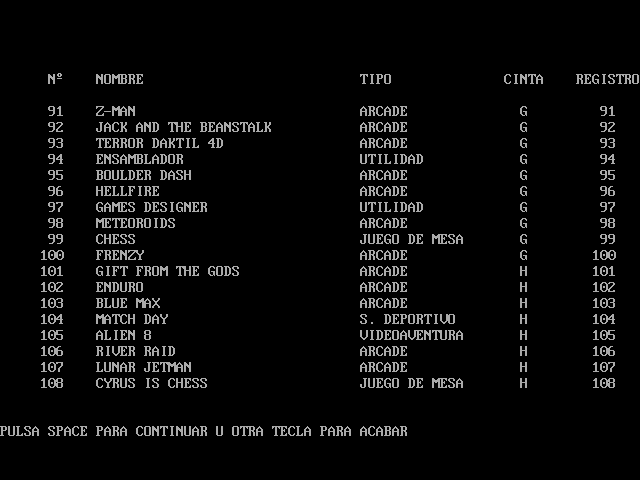 Nº NOMBRE TIPO CINTA REGISTRO
91 Z-MAN ARCADE G 91
92 JACK AND THE BEANSTALK ARCADE G 92
93 TERROR DAKTIL 4D ARCADE G 93
94 ENSAMBLADOR UTILIDAD G 94
95 BOULDER DASH ARCADE G 95
96 HELLFIRE ARCADE G 96
97 GAMES DESIGNER UTILIDAD G 97
98 METEOROIDS ARCADE G 98
99 CHESS JUEGO DE MESA G 99
100 FRENZY ARCADE G 100
101 GIFT FROM THE GODS ARCADE H 101
102 ENDURO ARCADE H 102
103 BLUE MAX ARCADE H 103
104 MATCH DAY S. DEPORTIVO H 104
105 ALIEN 8 VIDEOAVENTURA H 105
106 RIVER RAID ARCADE H 106
107 LUNAR JETMAN ARCADE H 107
108 CYRUS IS CHESS JUEGO DE MESA H 108
PULSA SPACE PARA CONTINUAR U OTRA TECLA PARA ACABAR